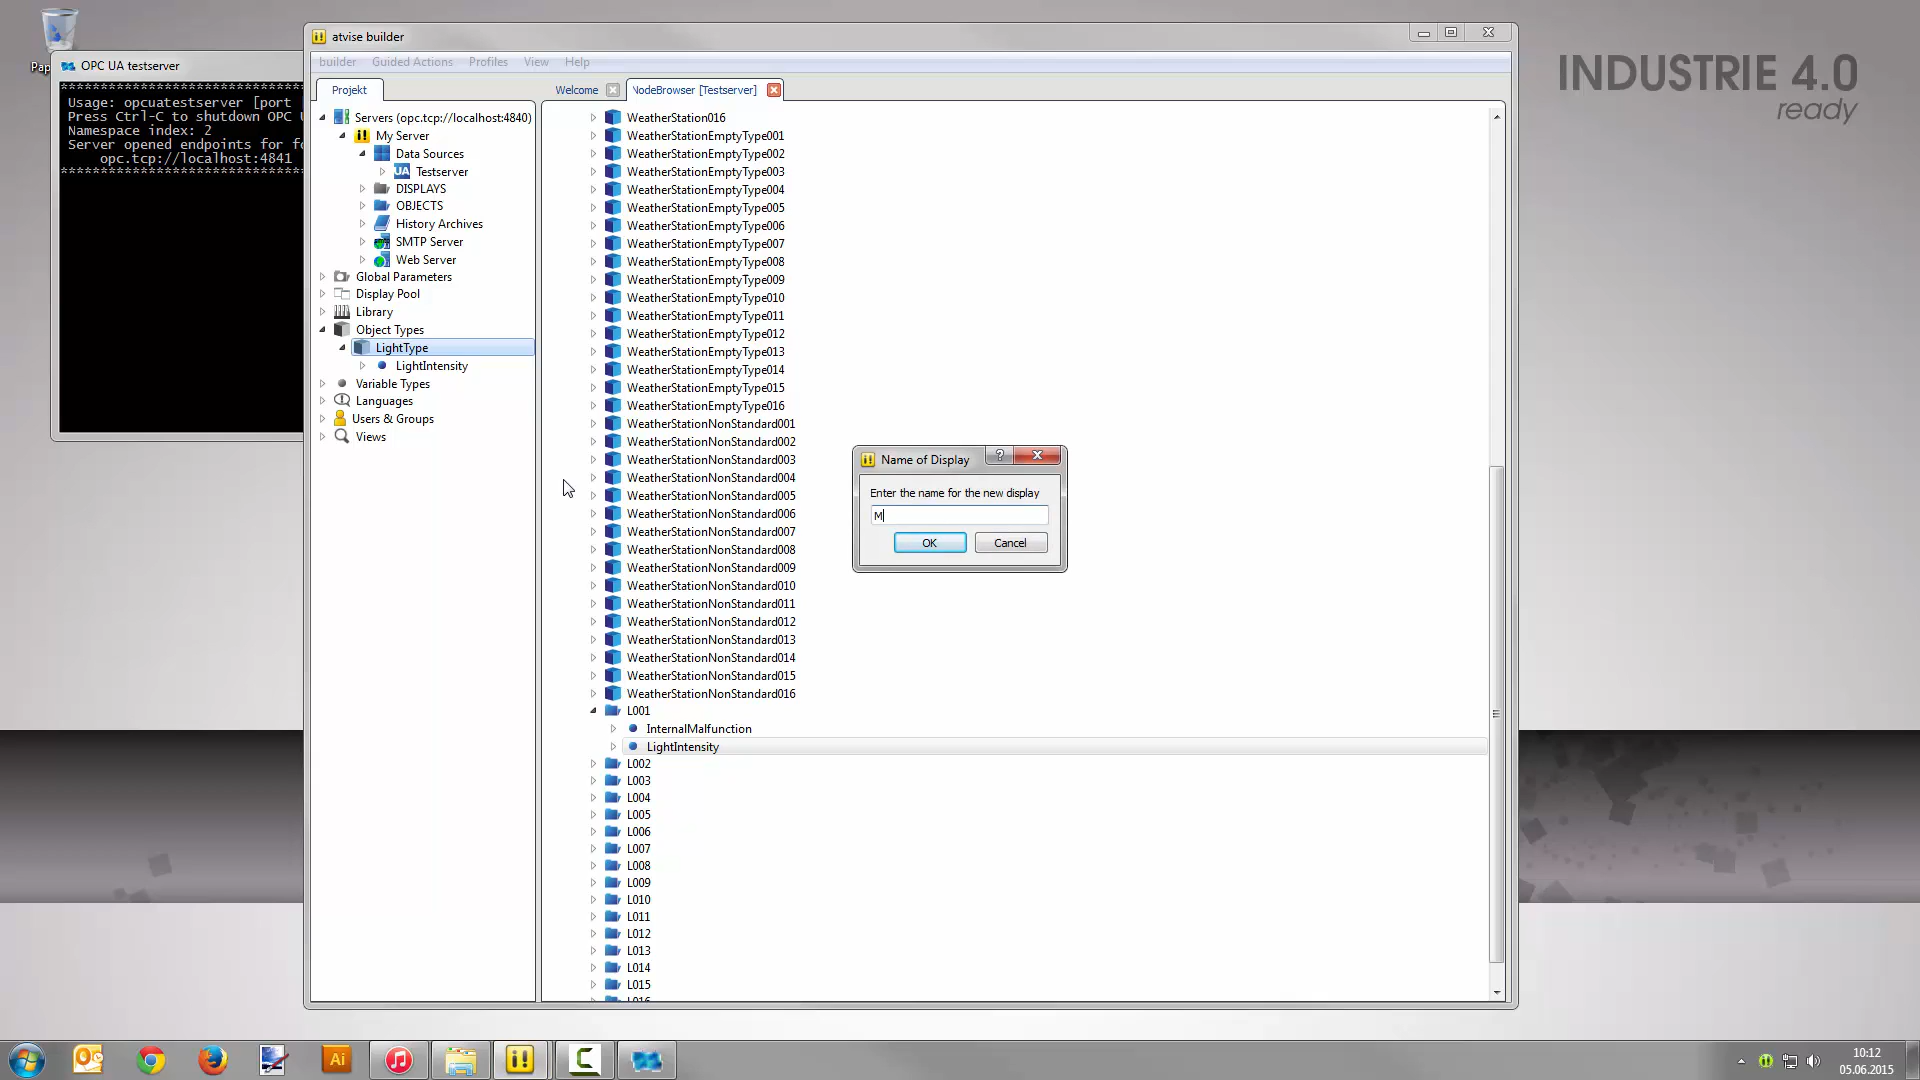 INDUSTRIE 4.0
ready
Pap
OPC UA testserver
Usage: opcuatestserver [port
Press Ctrl-C to shutdown OPC U
Namespace index: 2
Server opened endpoints for fo
opc.tcp://localhost:4841
atvise builder
builder Guided Actions Profiles View Help
Projekt
Welcome
NodeBrowser [Testserver]
Servers (opc.tcp://localhost:4840)
My Server
Data Sources
UA Testserver
DISPLAYS
OBJECTS
History Archives
SMTP Server
Web Server
Global Parameters
Display Pool
Library
Object Types
LightType
LightIntensity
Variable Types
Languages
Users & Groups
Views
WeatherStation016
WeatherStationEmptyType001
WeatherStationEmptyType002
WeatherStationEmptyType003
WeatherStationEmptyType004
WeatherStationEmptyType005
WeatherStationEmptyType006
WeatherStationEmptyType007
WeatherStationEmptyType008
WeatherStationEmptyType009
WeatherStationEmptyType010
WeatherStationEmptyType011
WeatherStationEmptyType012
WeatherStationEmptyType013
WeatherStationEmptyType014
WeatherStationEmptyType015
WeatherStationEmptyType016
WeatherStationNonStandard001
WeatherStationNonStandard002
WeatherStationNonStandard003
WeatherStationNonStandard004
WeatherStationNonStandard005
WeatherStationNonStandard006
WeatherStationNonStandard007
WeatherStationNonStandard008
WeatherStationNonStandard009
WeatherStationNonStandard010
WeatherStationNonStandard011
WeatherStationNonStandard012
WeatherStationNonStandard013
WeatherStationNonStandard014
WeatherStationNonStandard015
WeatherStationNonStandard016
L001
InternalMalfunction
LightIntensity
L002
L003
L004
L005
L006
L007
L008
L009
L010
L011
L012
L013
L014
L015
L016
Name of Display
Enter the name for the new display
M
OK Cancel
Ai
10:12
05.06.2015